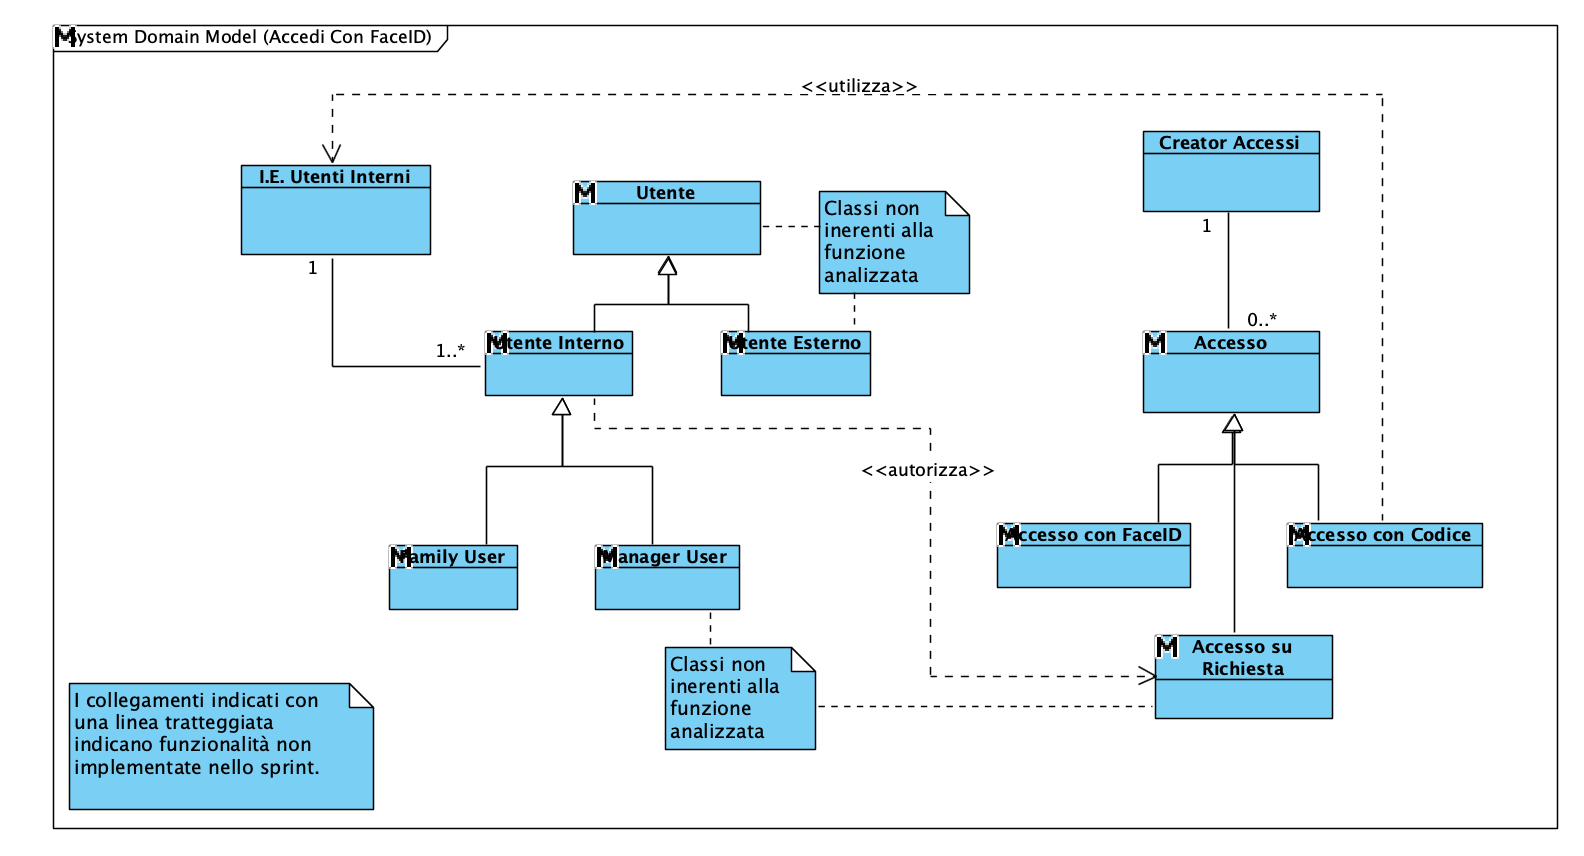 System Domain Model (Accedi Con FaceID)
<<utilizza>>
Creator Accessi
I.E. Utenti Interni
Utente
Classi non
inerenti alla
funzione
analizzata
1
1
0..*
1..*
Utente Interno
Utente Esterno
Accesso
<<autorizza>>
Accesso con FaceID
Accesso con Codice
Family User
Manager User
Accesso su
Richiesta
Classi non
inerenti alla
funzione
analizzata
I collegamenti indicati con
una linea tratteggiata
indicano funzionalità non
implementate nello sprint.